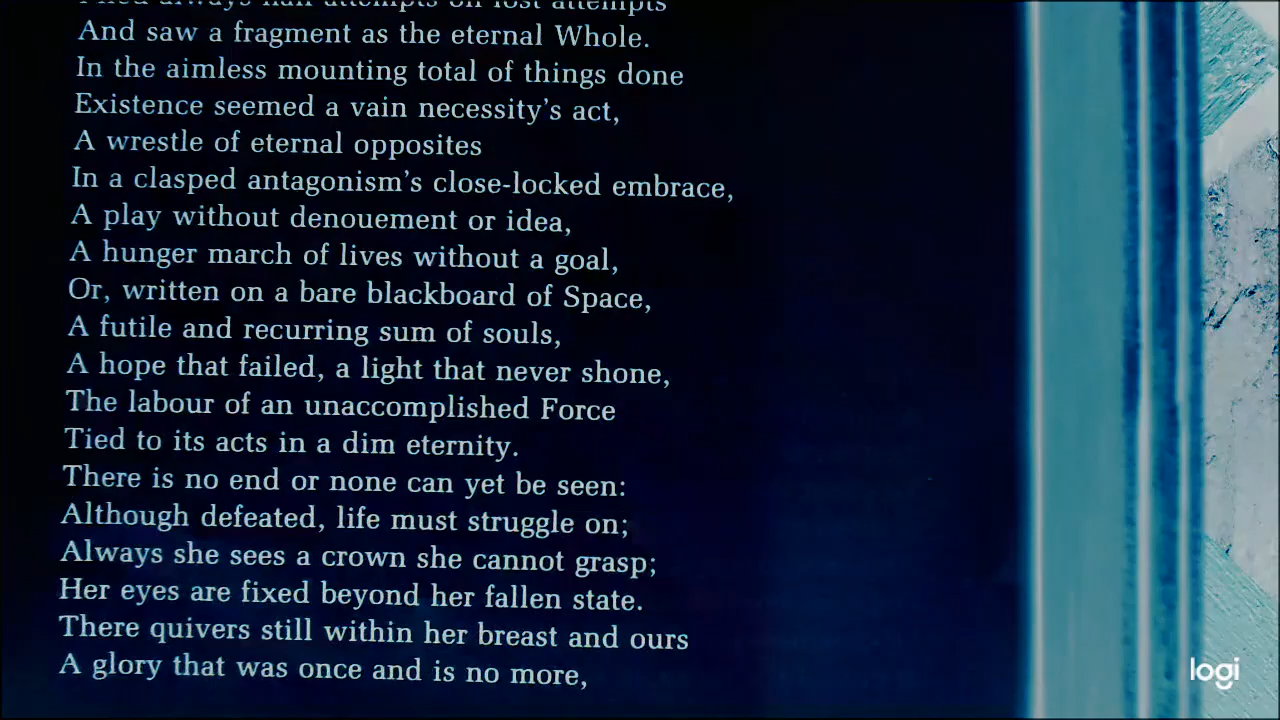 always half attempts on lost attempts
And saw a fragment as the eternal Whole.
In the aimless mounting total of things done
Existence seemed a vain necessity's act,
A wrestle of eternal opposites
In a clasped antagonism's close-locked embrace,
A play without denouement or idea,
A hunger march of lives without a goal,
Or, written on a bare blackboard of Space,
A futile and recurring sum of souls,
A hope that failed, a light that never shone,
The labour of an unaccomplished Force
Tied to its acts in a dim eternity.
There is no end or none can yet be seen:
Although defeated, life must struggle on;
Always she sees a crown she cannot grasp;
Her eyes are fixed beyond her fallen state.
There quivers still within her breast and ours
A glory that was once and is no more,
logi